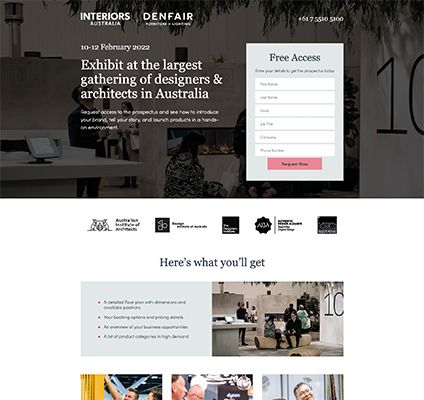 INTERIORS
AUSTRALIA
DENFAIR
FURNITURE + LIGHTING
+61 7 5510 5100
10-12 February 2022
Exhibit at the largest
gathering of designers &
architects in Australia
Request access to the prospectus and see how to introduce
your brand, tell your story, and launch products in a hands-
on environment.
Free Access
Enter your details to get the prospectus today
First Name
Last Name
Email
Job Title
Company
Phone Number
Request Now
10
Australian
Institute of
Architects
Design
Institute of Australia
Here's what you'll get
A detailed floor plan with dimensions and
available positions
Your booking options and pricing details
An overview of your business opportunities
A list of product categories in high demand
10
dyson